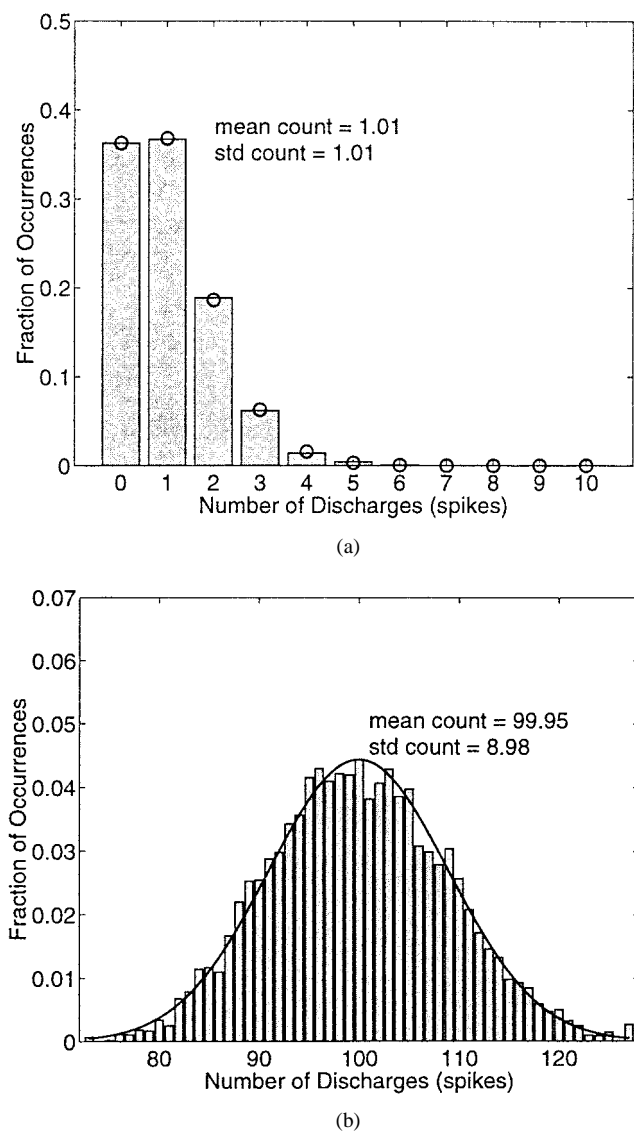 0.5
0.4
0.3
0.2
0.1
0
Fraction of Occurrences
mean count = 1.01
std count = 1.01
0 1 2 3 4 5 6 7 8 9 10
Number of Discharges (spikes)
(a)
0.07
0.06
0.05
0.04
0.03
0.02
0.01
0
Fraction of Occurrences
mean count = 99.95
std count = 8.98
80 90 100 110 120
Number of Discharges (spikes)
(b)